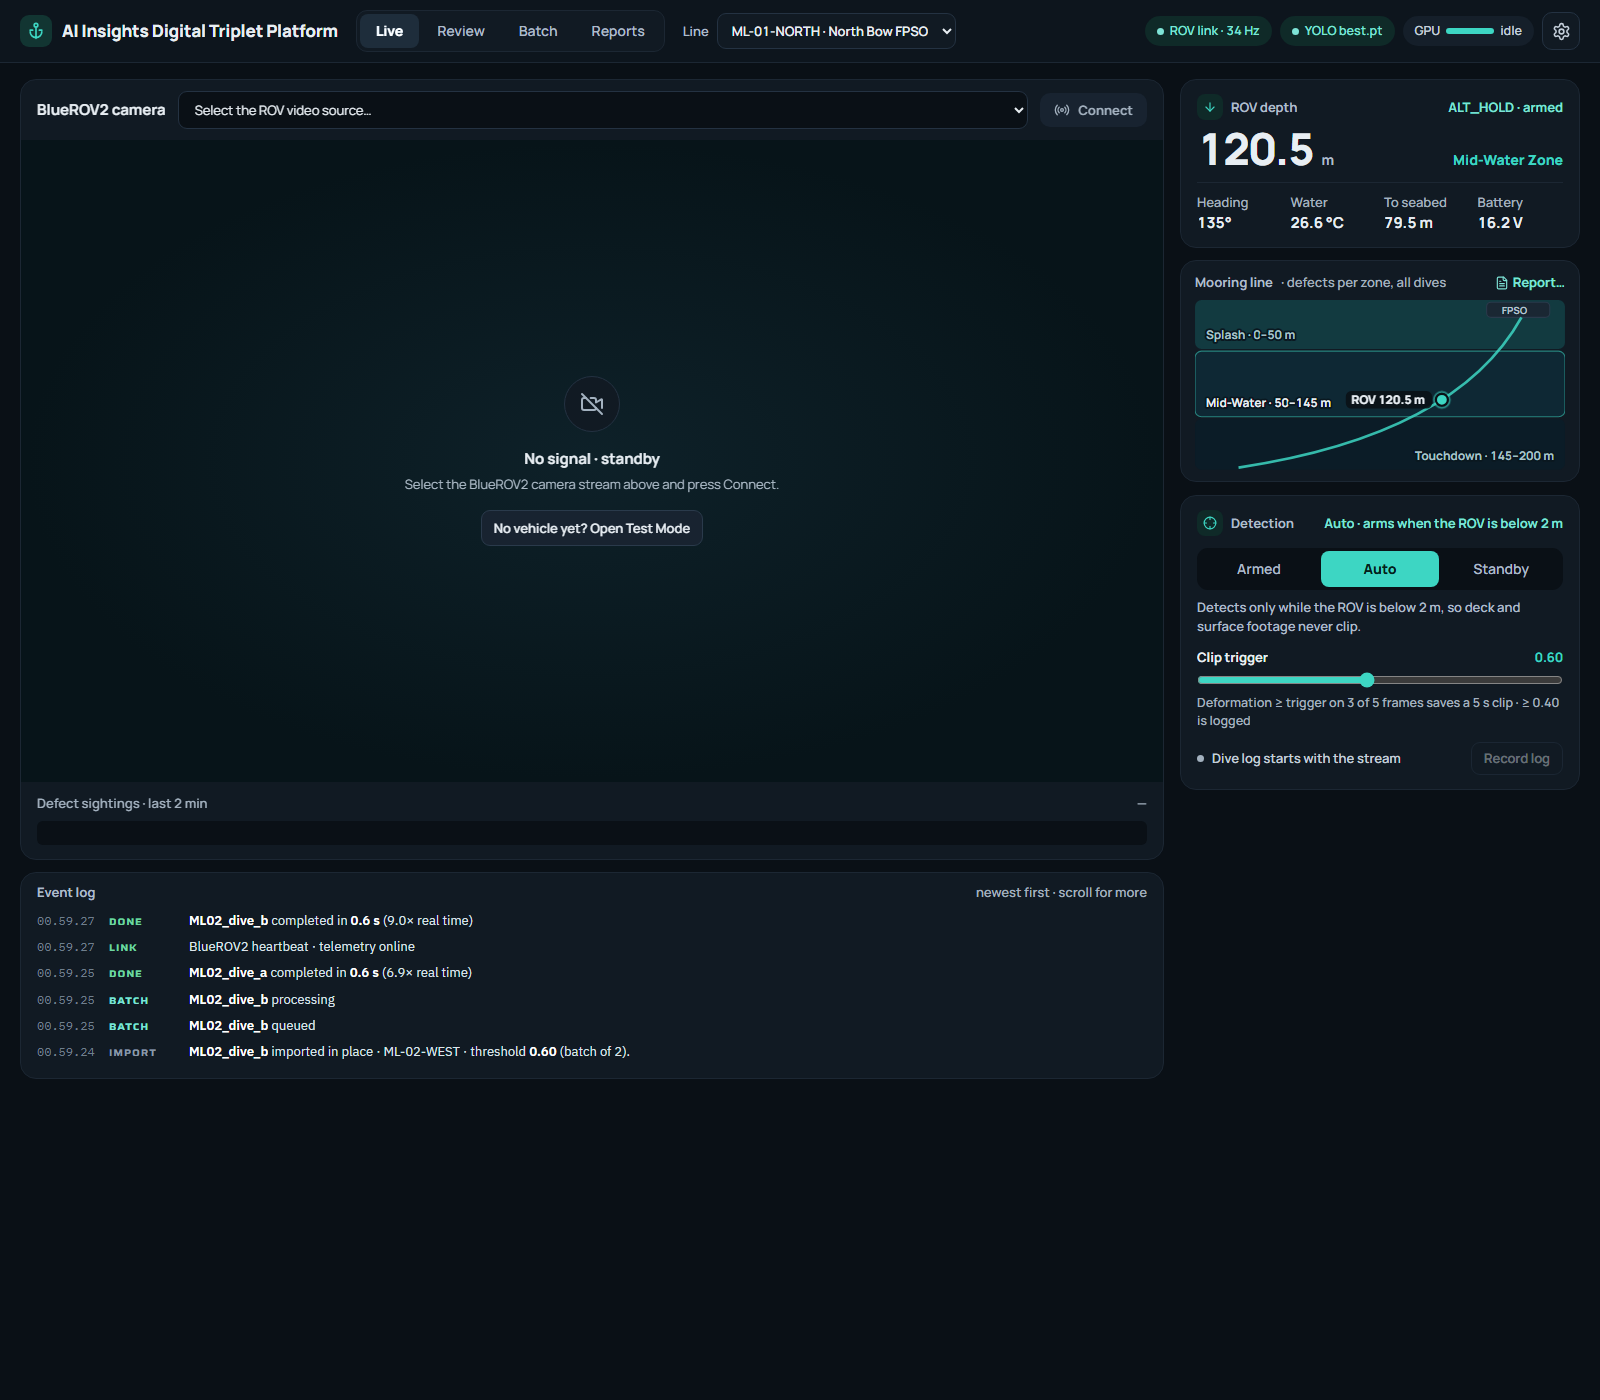 AI Insights Digital Triplet Platform
Live
Review
Batch
Reports
Line
ML-01-NORTH · North Bow FPSO
ROV link · 34 Hz
YOLO best.pt
GPU
idle
BlueROV2 camera
Select the ROV video source...
Connect
No signal · standby
Select the BlueROV2 camera stream above and press Connect.
No vehicle yet? Open Test Mode
Defect sightings · last 2 min
–
Event log
newest first · scroll for more
00.59.27 DONE ML02_dive_b completed in 0.6 s (9.0× real time)
00.59.27 LINK BlueROV2 heartbeat · telemetry online
00.59.25 DONE ML02_dive_a completed in 0.6 s (6.9× real time)
00.59.25 BATCH ML02_dive_b processing
00.59.25 BATCH ML02_dive_b queued
00.59.24 IMPORT ML02_dive_b imported in place · ML-02-WEST · threshold 0.60 (batch of 2).
ROV depth
ALT_HOLD · armed
120.5 m
Mid-Water Zone
Heading Water To seabed Battery
135° 26.6 °C 79.5 m 16.2 V
Mooring line · defects per zone, all dives
Report...
FPSO
Splash · 0–50 m
Mid-Water · 50–145 m
ROV 120.5 m
Touchdown · 145–200 m
Detection
Auto · arms when the ROV is below 2 m
Armed
Auto
Standby
Detects only while the ROV is below 2 m, so deck and
surface footage never clip.
Clip trigger
0.60
Deformation ≥ trigger on 3 of 5 frames saves a 5 s clip · ≥ 0.40
is logged
Dive log starts with the stream
Record log